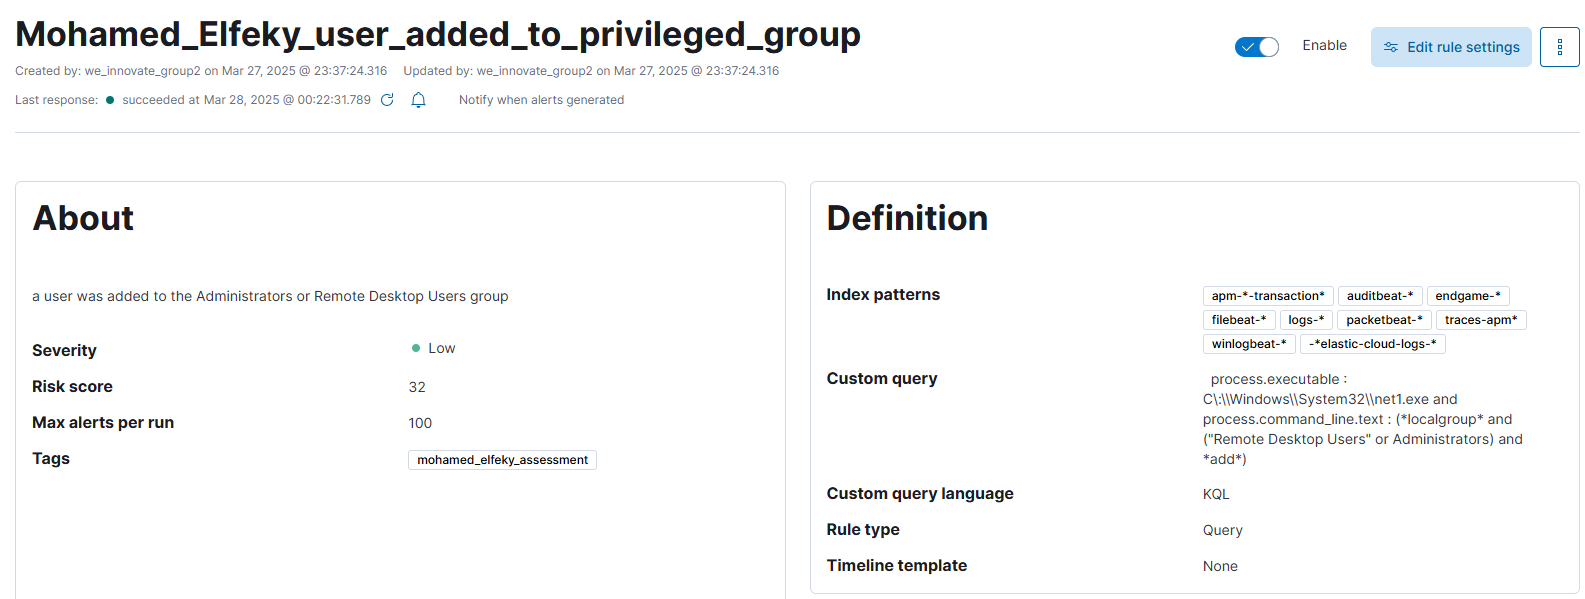 Mohamed_Elfeky_user_added_to_privileged_group
Enable
Edit rule settings
Created by: we_innovate_group2 on Mar 27, 2025 @ 23:37:24.316 Updated by: we_innovate_group2 on Mar 27, 2025 @ 23:37:24.316
Last response: succeeded at Mar 28, 2025 @ 00:22:31.789 Notify when alerts generated
About
a user was added to the Administrators or Remote Desktop Users group
Severity Low
Risk score 32
Max alerts per run 100
Tags mohamed_elfeky_assessment
Definition
Index patterns apm-*-transaction* auditbeat-* endgame-*
filebeat-* logs-* packetbeat-* traces-apm*
winlogbeat-* -*elastic-cloud-logs-*
Custom query process.executable :
C\:\\Windows\\System32\\net1.exe and
process.command_line.text : (*localgroup* and
("Remote Desktop Users" or Administrators) and
*add*)
Custom query language KQL
Rule type Query
Timeline template None